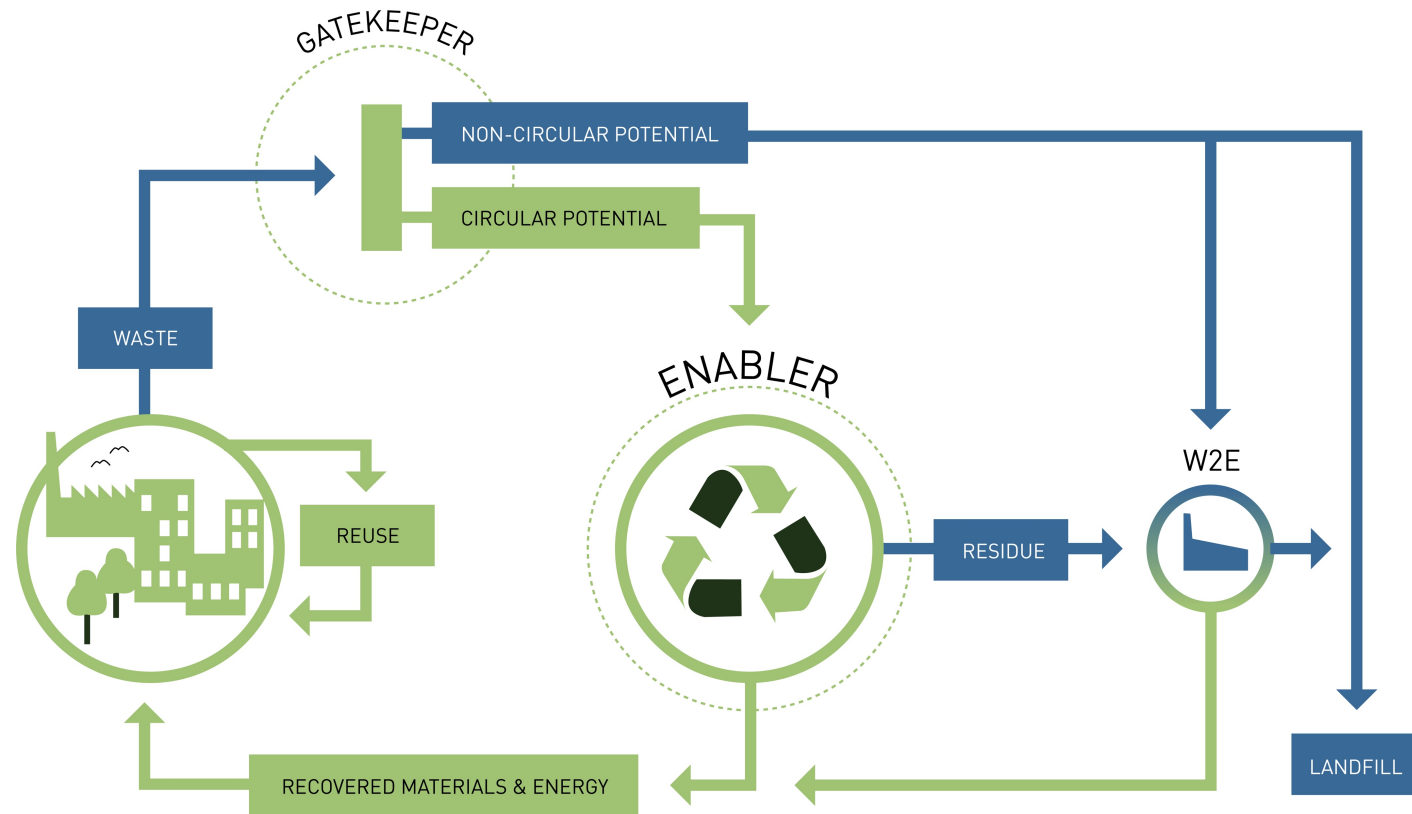 GATEKEEPER
NON-CIRCULAR POTENTIAL
CIRCULAR POTENTIAL
WASTE
ENABLER
W2E
REUSE
RESIDUE
RECOVERED MATERIALS & ENERGY
LANDFILL